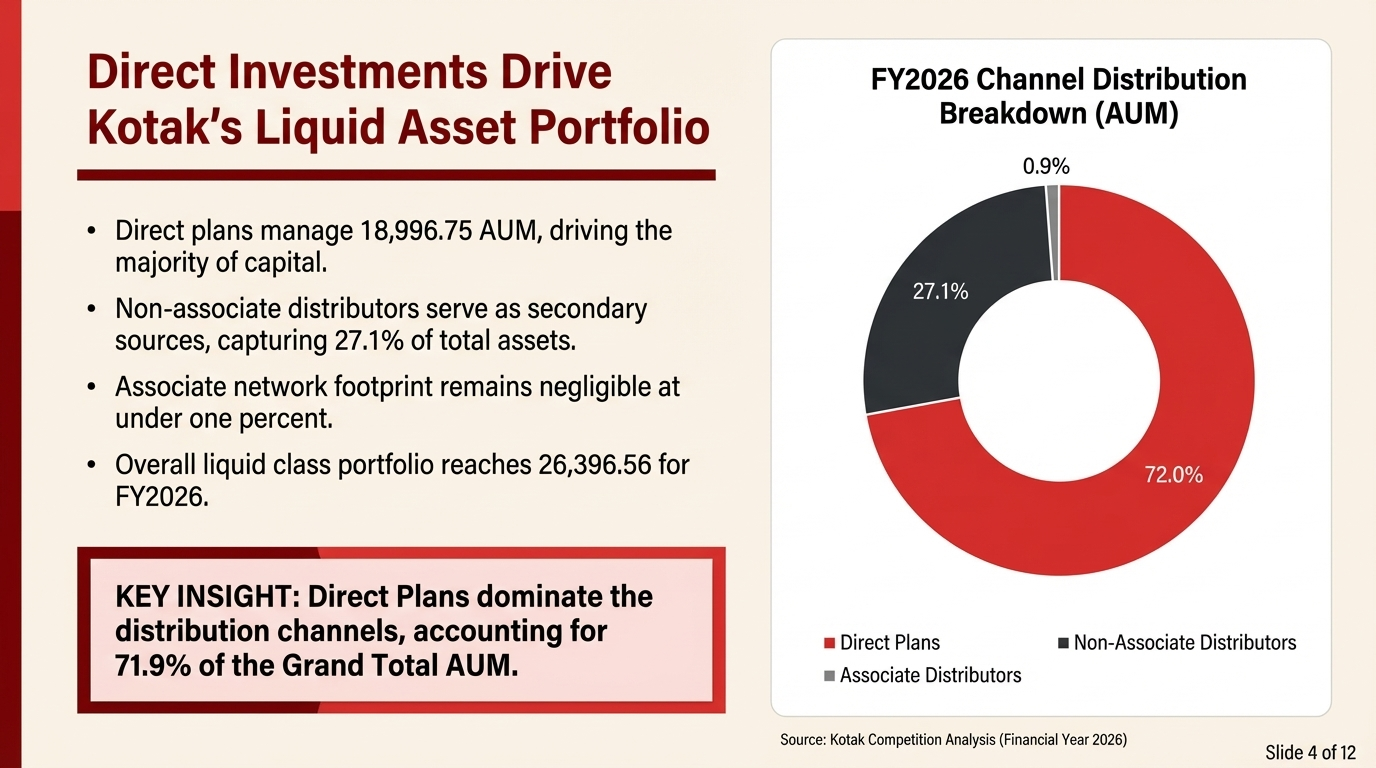 Direct Investments Drive
Kotak's Liquid Asset Portfolio
• Direct plans manage 18,996.75 AUM, driving the
majority of capital.
• Non-associate distributors serve as secondary
sources, capturing 27.1% of total assets.
• Associate network footprint remains negligible at
under one percent.
• Overall liquid class portfolio reaches 26,396.56 for
FY2026.
KEY INSIGHT: Direct Plans dominate the
distribution channels, accounting for
71.9% of the Grand Total AUM.
FY2026 Channel Distribution
Breakdown (AUM)
0.9%
27.1%
72.0%
Direct Plans
Non-Associate Distributors
Associate Distributors
Source: Kotak Competition Analysis (Financial Year 2026)
Slide 4 of 12